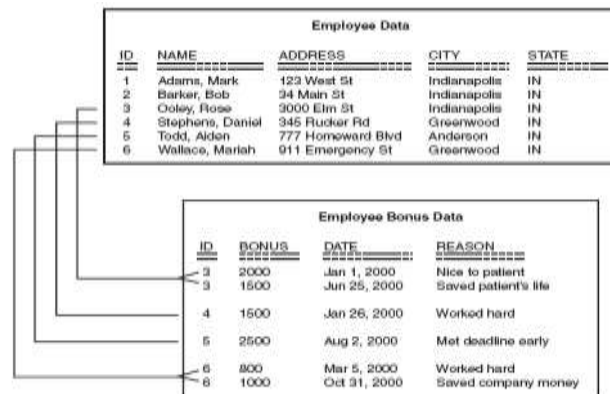 Employee Data
ID NAME ADDRESS CITY STATE
1 Adams, Mark 123 West St Indianapolis IN
2 Barker, Bob 34 Main St Indianapolis IN
3 Ooley, Rose 3000 Elm St Indianapolis IN
4 Stephens, Daniel 345 Rucker Rd Greenwood IN
5 Todd, Aiden 777 Homeward Blvd Anderson IN
6 Wallace, Mariah 911 Emergency St Greenwood IN
Employee Bonus Data
ID BONUS DATE REASON
3 2000 Jan 1, 2000 Nice to patient
3 1500 Jun 25, 2000 Saved patient's life
4 1500 Jan 26, 2000 Worked hard
5 2500 Aug 2, 2000 Met deadline early
6 800 Mar 5, 2000 Worked hard
6 1000 Oct 31, 2000 Saved company money